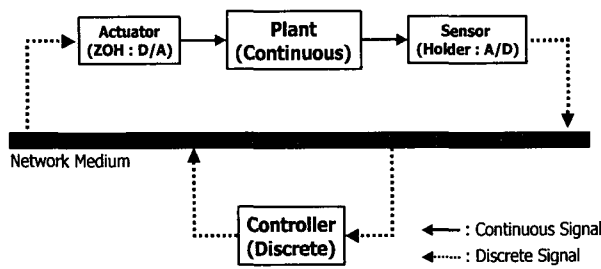 Actuator
(ZOH : D/A)
Plant
(Continuous)
Sensor
(Holder : A/D)
Network Medium
Controller
(Discrete)
: Continuous Signal
: Discrete Signal